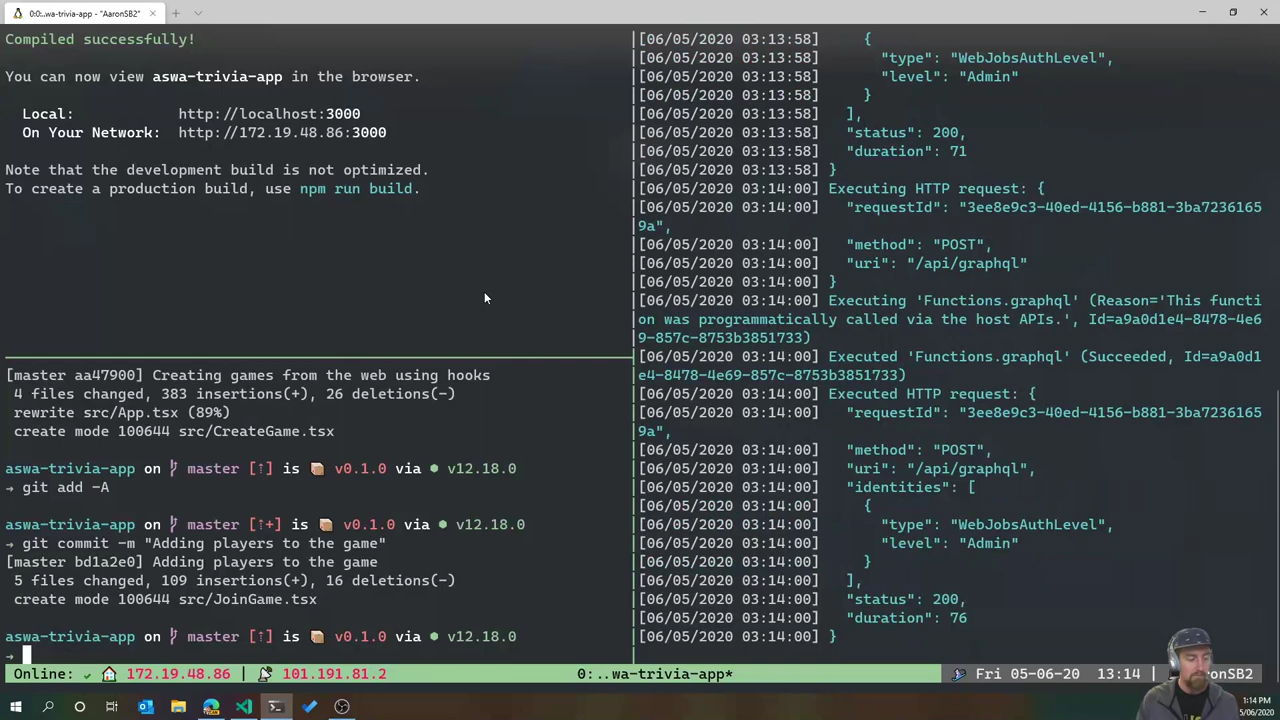 0:0:..wa-trivia-app - "AaronSB2"
Compiled successfully!
You can now view aswa-trivia-app in the browser.
Local: http://localhost:3000
On Your Network: http://172.19.48.86:3000
Note that the development build is not optimized.
To create a production build, use npm run build.
[master aa47900] Creating games from the web using hooks
4 files changed, 383 insertions(+), 26 deletions(-)
rewrite src/App.tsx (89%)
create mode 100644 src/CreateGame.tsx
aswa-trivia-app on master [↑] is v0.1.0 via v12.18.0
→ git add -A
aswa-trivia-app on master [↑+] is v0.1.0 via v12.18.0
→ git commit -m "Adding players to the game"
[master bd1a2e0] Adding players to the game
5 files changed, 109 insertions(+), 16 deletions(-)
create mode 100644 src/JoinGame.tsx
aswa-trivia-app on master [↑] is v0.1.0 via v12.18.0
→
[06/05/2020 03:13:58] {
[06/05/2020 03:13:58] "type": "WebJobsAuthLevel",
[06/05/2020 03:13:58] "level": "Admin"
[06/05/2020 03:13:58] }
[06/05/2020 03:13:58] ],
[06/05/2020 03:13:58] "status": 200,
[06/05/2020 03:13:58] "duration": 71
[06/05/2020 03:13:58] }
[06/05/2020 03:14:00] Executing HTTP request: {
[06/05/2020 03:14:00] "requestId": "3ee8e9c3-40ed-4156-b881-3ba7236165
9a",
[06/05/2020 03:14:00] "method": "POST",
[06/05/2020 03:14:00] "uri": "/api/graphql"
[06/05/2020 03:14:00] }
[06/05/2020 03:14:00] Executing 'Functions.graphql' (Reason='This functi
on was programmatically called via the host APIs.', Id=a9a0d1e4-8478-4e6
9-857c-8753b3851733)
[06/05/2020 03:14:00] Executed 'Functions.graphql' (Succeeded, Id=a9a0d1
e4-8478-4e69-857c-8753b3851733)
[06/05/2020 03:14:00] Executed HTTP request: {
[06/05/2020 03:14:00] "requestId": "3ee8e9c3-40ed-4156-b881-3ba7236165
9a",
[06/05/2020 03:14:00] "method": "POST",
[06/05/2020 03:14:00] "uri": "/api/graphql",
[06/05/2020 03:14:00] "identities": [
[06/05/2020 03:14:00] {
[06/05/2020 03:14:00] "type": "WebJobsAuthLevel",
[06/05/2020 03:14:00] "level": "Admin"
[06/05/2020 03:14:00] }
[06/05/2020 03:14:00] ],
[06/05/2020 03:14:00] "status": 200,
[06/05/2020 03:14:00] "duration": 76
[06/05/2020 03:14:00] }
Online: ✓ 172.19.48.86 | 101.191.81.2 0:..wa-trivia-app* Fri 05-06-20 | 13:14 | ronSB2
1:14 PM
5/06/2020